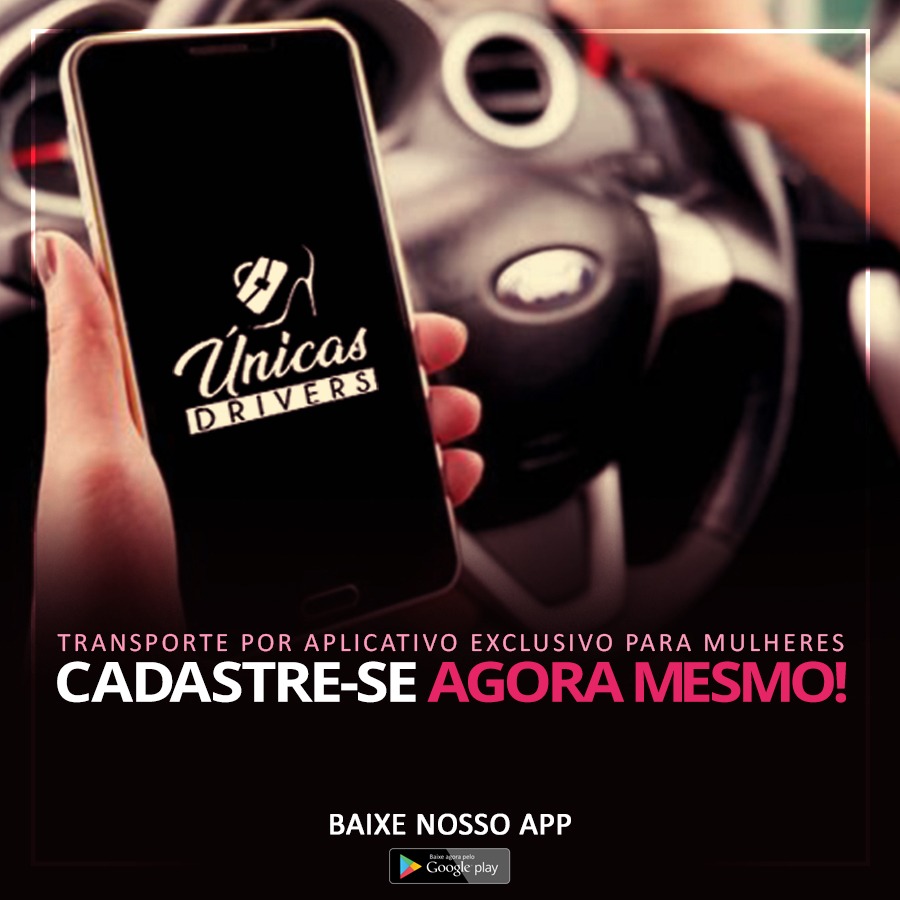 Únicas
DRIVERS
TRANSPORTE POR APLICATIVO EXCLUSIVO PARA MULHERES
CADASTRE-SE AGORA MESMO!
BAIXE NOSSO APP
Baixe agora pelo
Google play